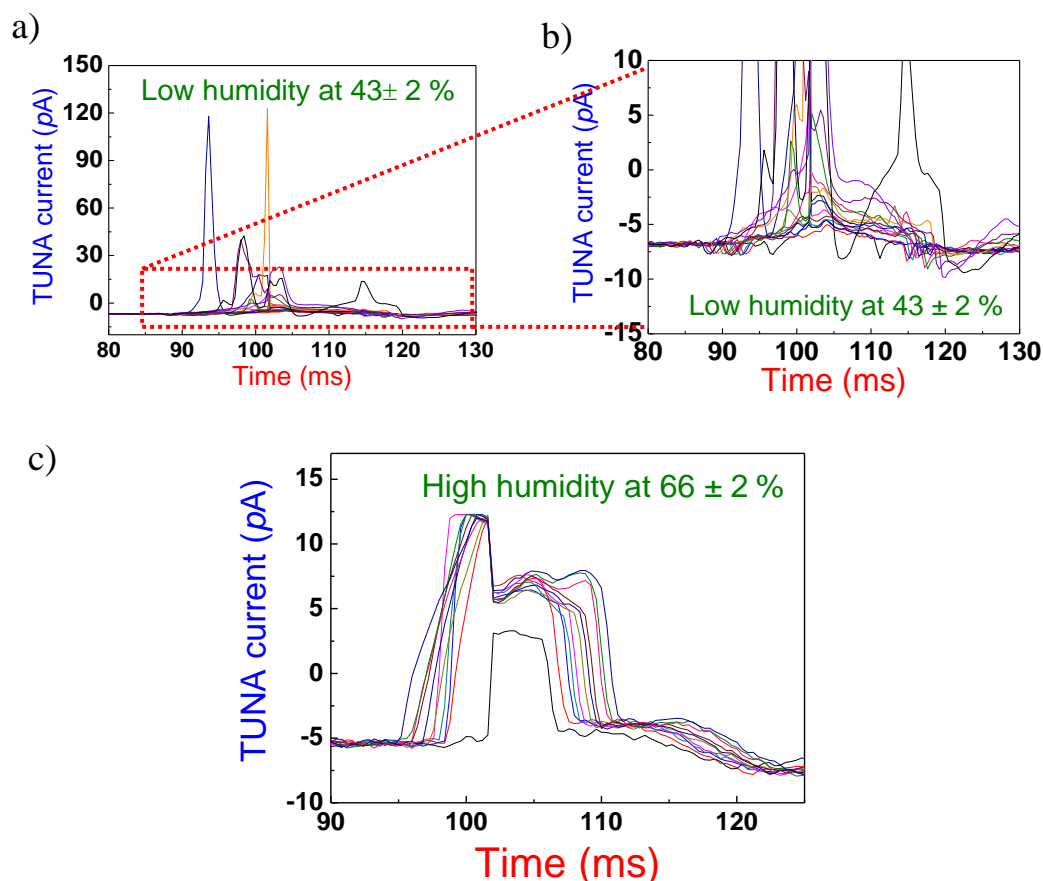 a)
Low humidity at 43± 2 %
TUNA current (pA)
150
120
90
60
30
0
80 90 100 110 120 130
Time (ms)
b)
TUNA current (pA)
10
5
0
-5
-10
-15
Low humidity at 43 ± 2 %
80 90 100 110 120 130
Time (ms)
c)
High humidity at 66 ± 2 %
TUNA current (pA)
15
10
5
0
-5
-10
90 100 110 120
Time (ms)